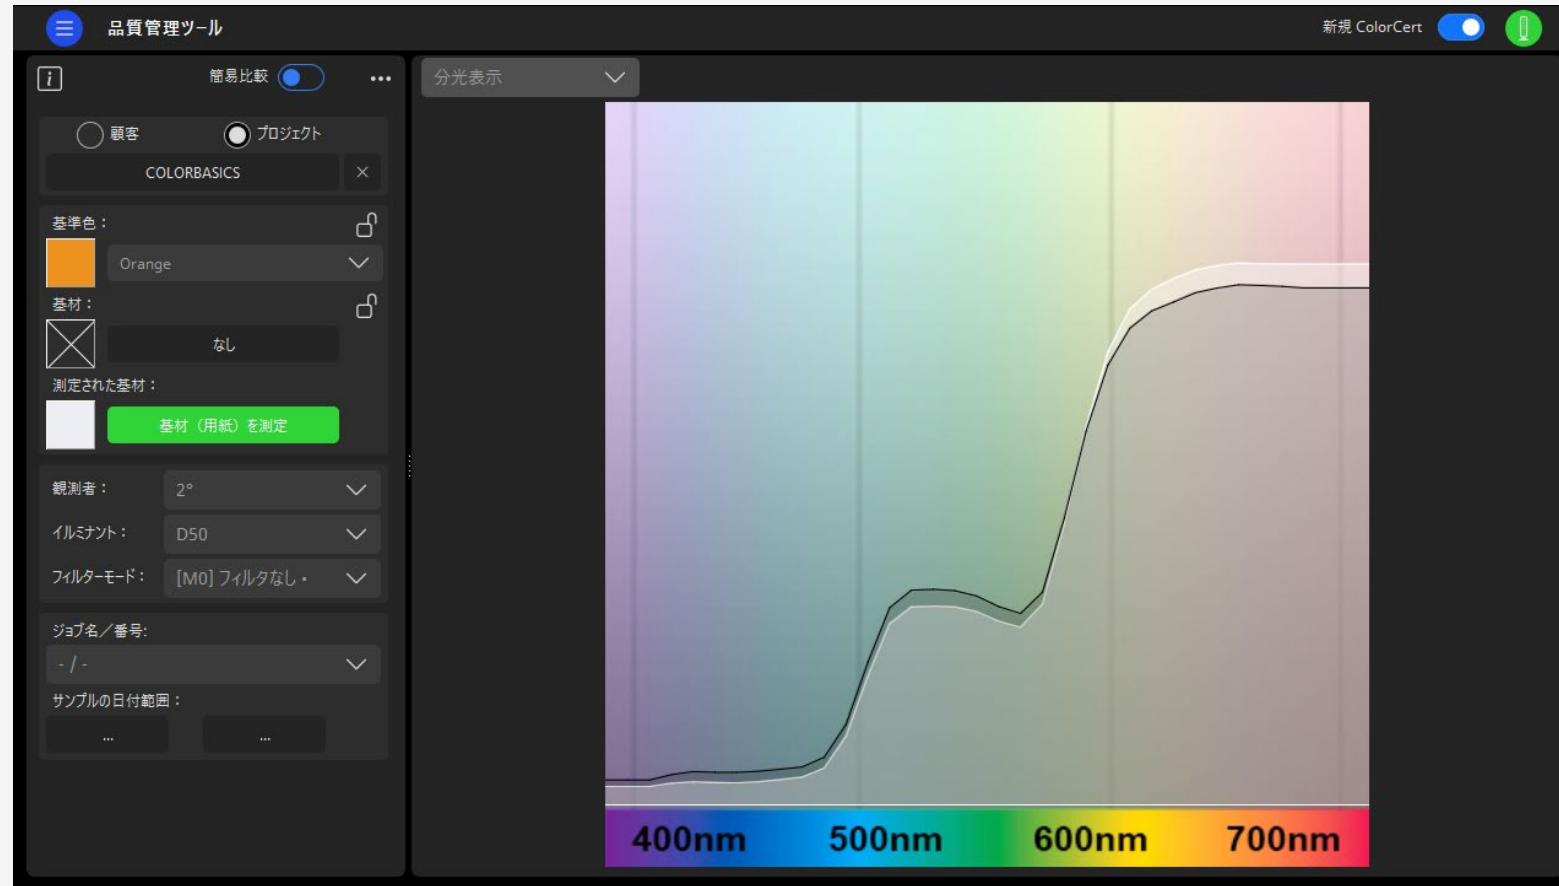 品質管理ツール
新規 ColorCert
i
簡易比較
...
分光表示
顧客
プロジェクト
COLORBASICS
×
基準色：
Orange
基材：
なし
測定された基材：
基材（用紙）を測定
観測者：
2°
イルミナント：
D50
フィルターモード：
[M0] フィルタなし・
ジョブ名／番号:
- / -
サンプルの日付範囲：
...
...
400nm 500nm 600nm 700nm